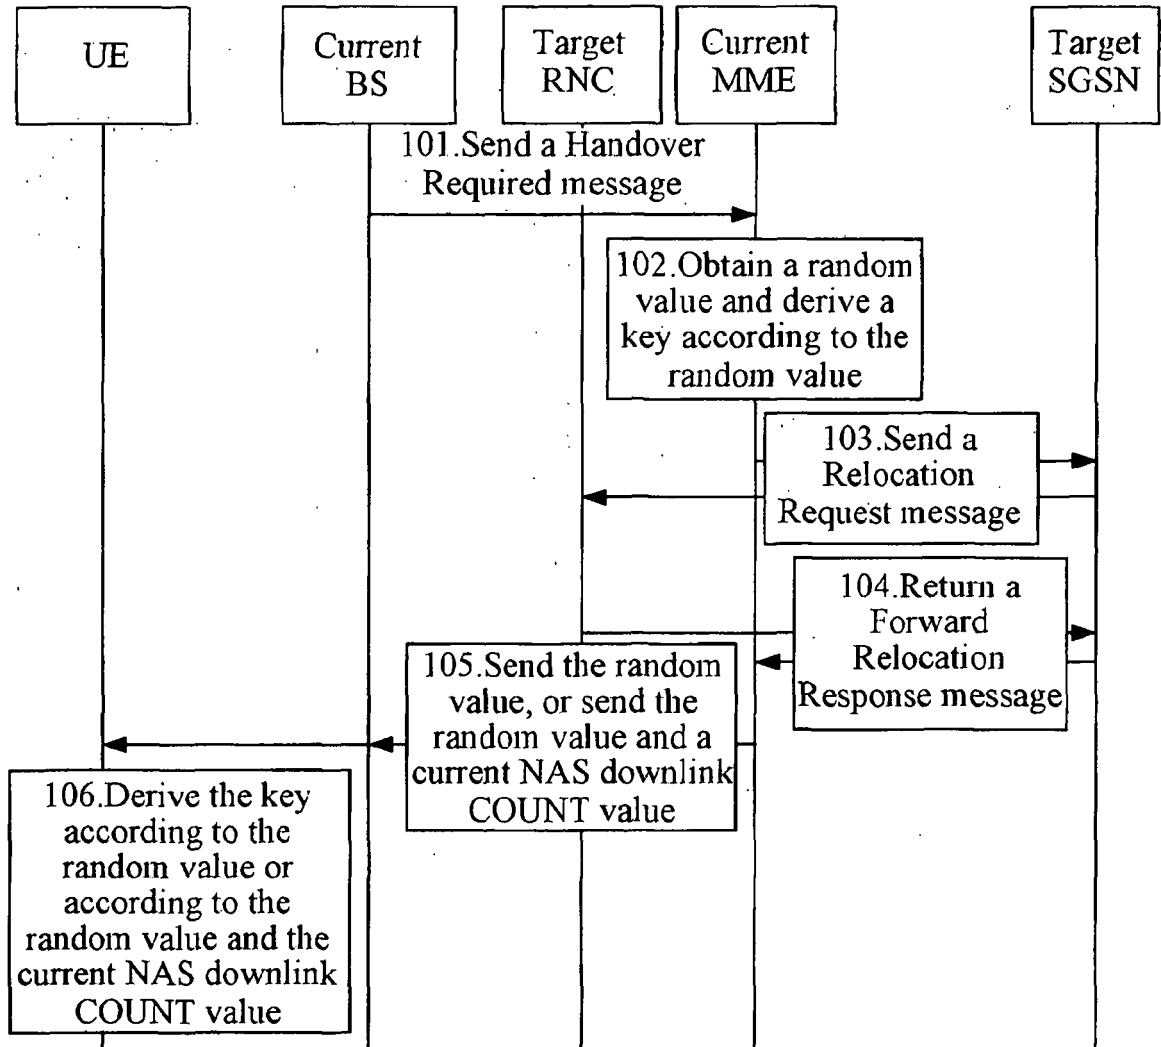 UE
Current
BS
Target
RNC
Current
MME
Target
SGSN
101.Send a Handover
Required message
102.Obtain a random
value and derive a
key according to the
random value
103.Send a
Relocation
Request message
104.Return a
Forward
Relocation
Response message
105.Send the random
value, or send the
random value and a
current NAS downlink
COUNT value
106.Derive the key
according to the
random value or
according to the
random value and the
current NAS downlink
COUNT value